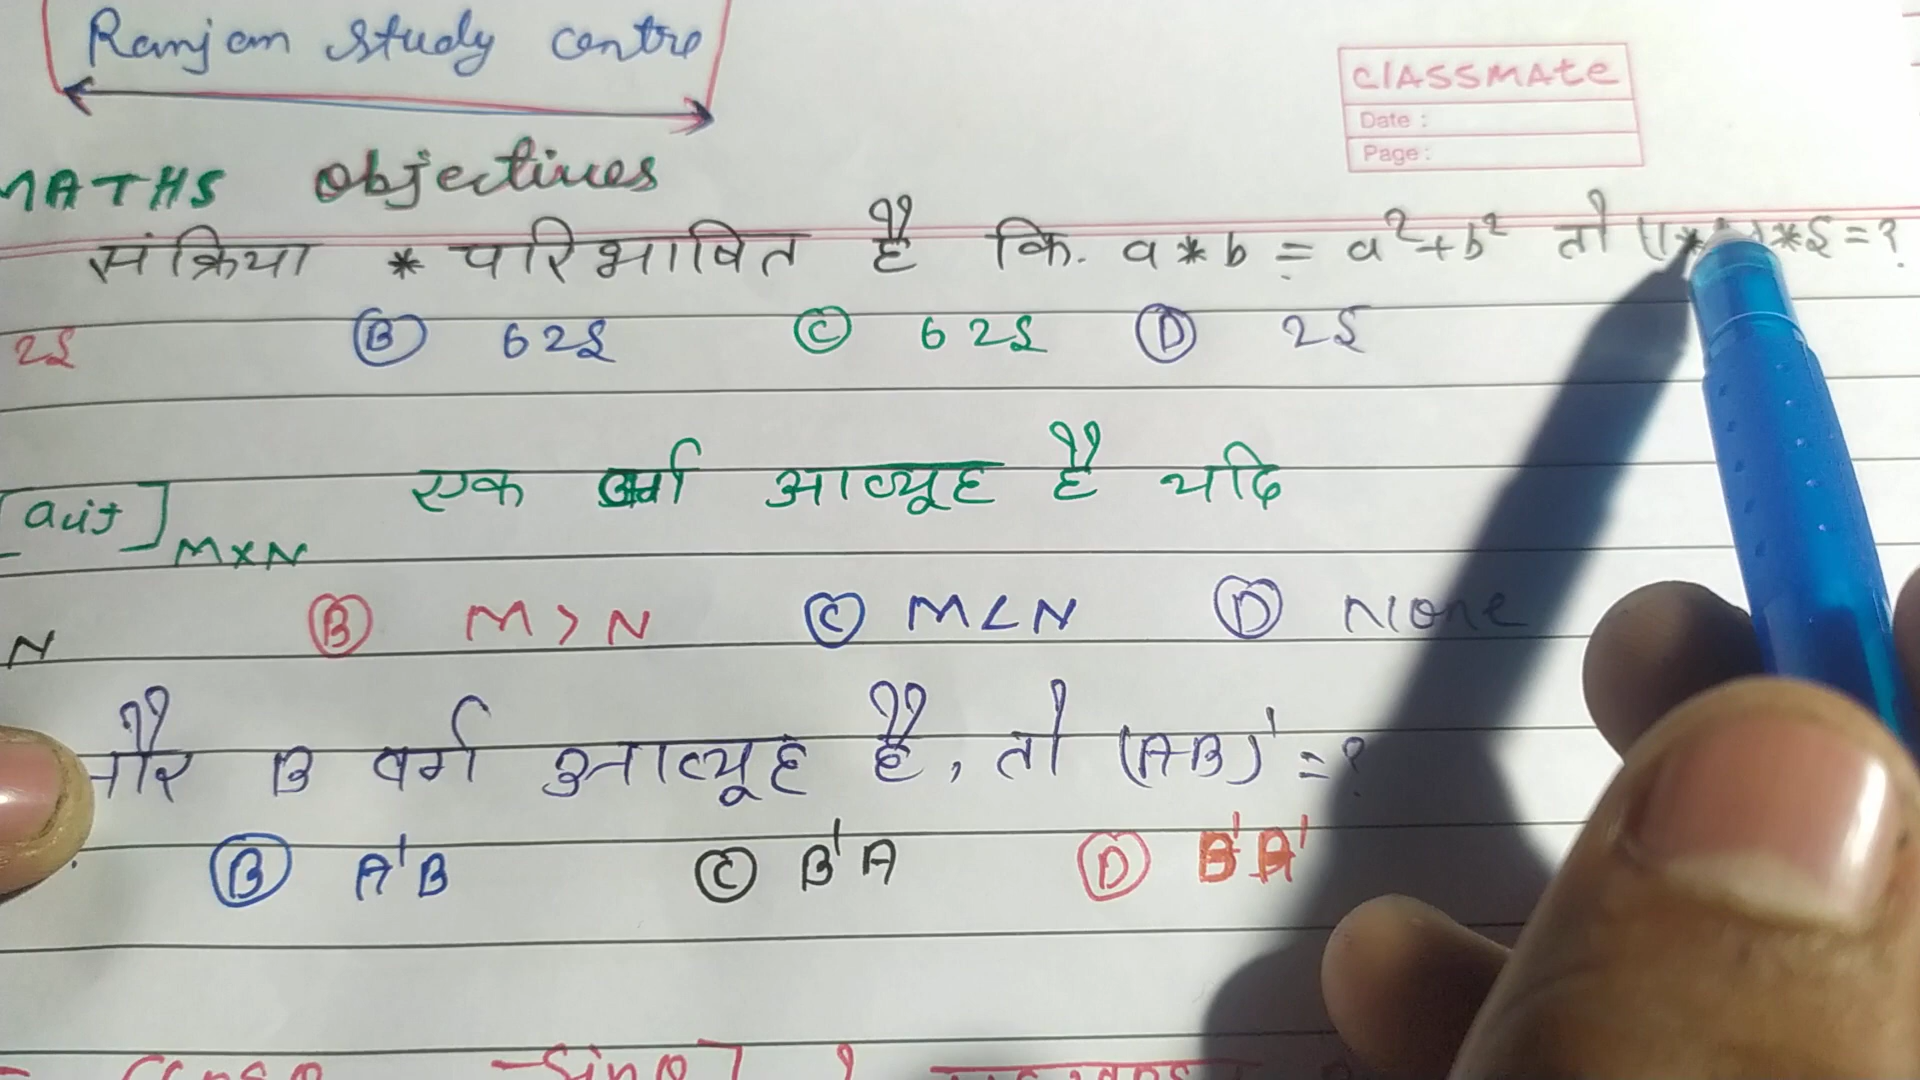 Ranjan Study centre
CLASSMATE
Date :
Page :
MATHS Objectives
संक्रिया * परिभाषित है कि. a * b = a²+b² तो * 5 = ?
25 Ⓑ 625 Ⓒ 625 Ⓓ 25
एक वर्ग आव्यूह है यदि
[aij] M×N
N Ⓑ M > N Ⓒ M < N Ⓓ None
और B वर्ग आव्यूह है, तो (AB)' = ?
Ⓑ A'B Ⓒ B'A Ⓓ B'A'